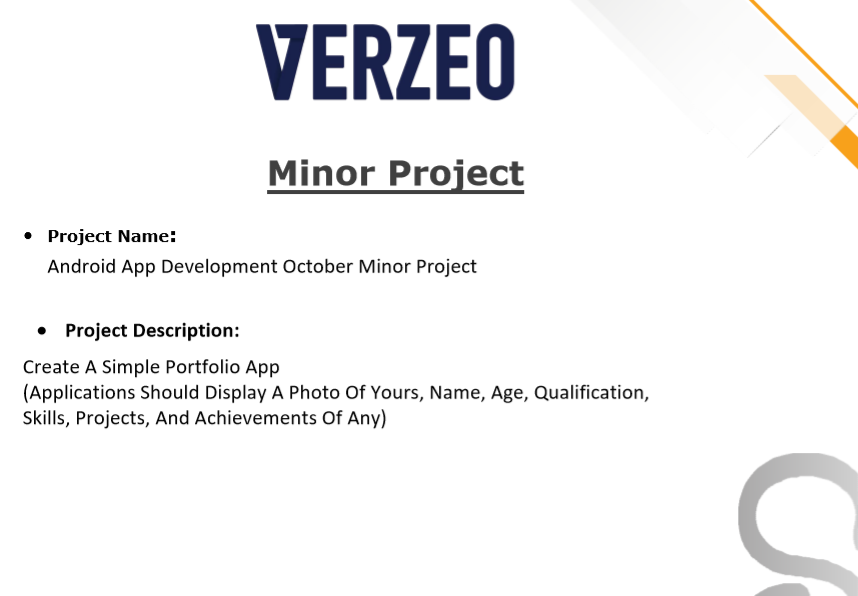 VERZEO
Minor Project
• Project Name:
Android App Development October Minor Project
• Project Description:
Create A Simple Portfolio App
(Applications Should Display A Photo Of Yours, Name, Age, Qualification,
Skills, Projects, And Achievements Of Any)